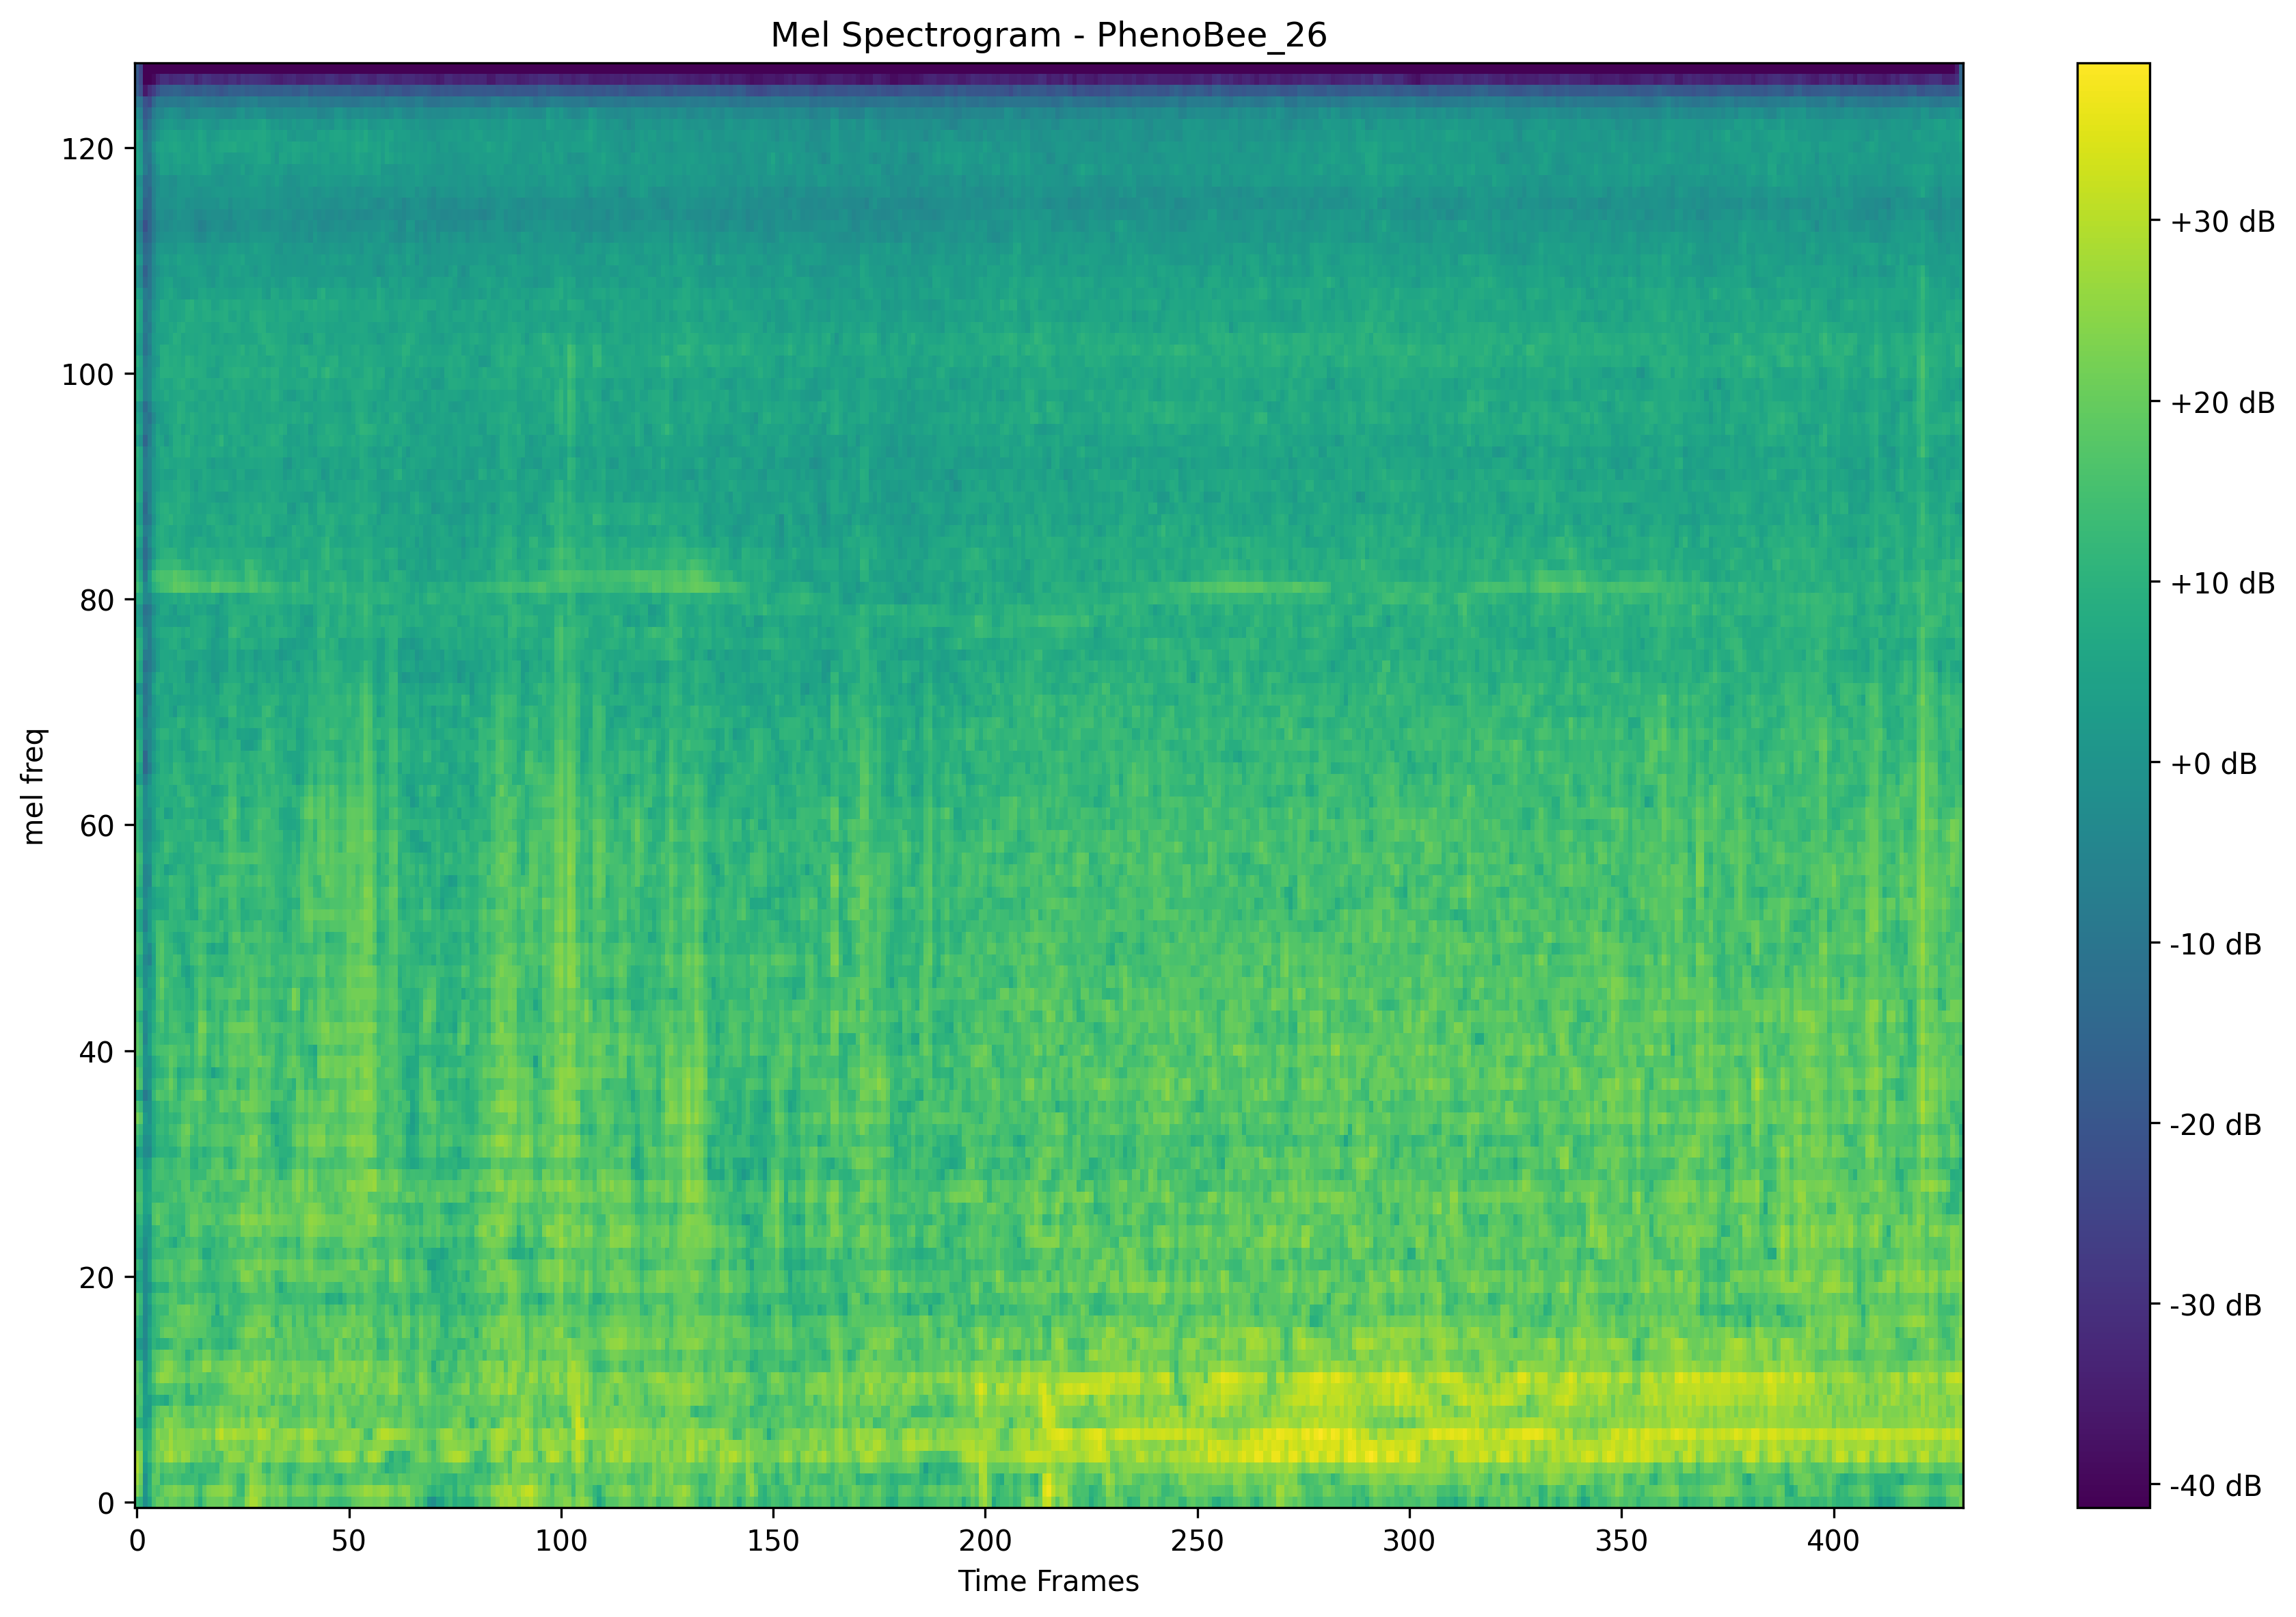 Mel Spectrogram - PhenoBee_26
120
100
80
60
40
20
0
mel freq
0 50 100 150 200 250 300 350 400
Time Frames
+30 dB
+20 dB
+10 dB
+0 dB
-10 dB
-20 dB
-30 dB
-40 dB